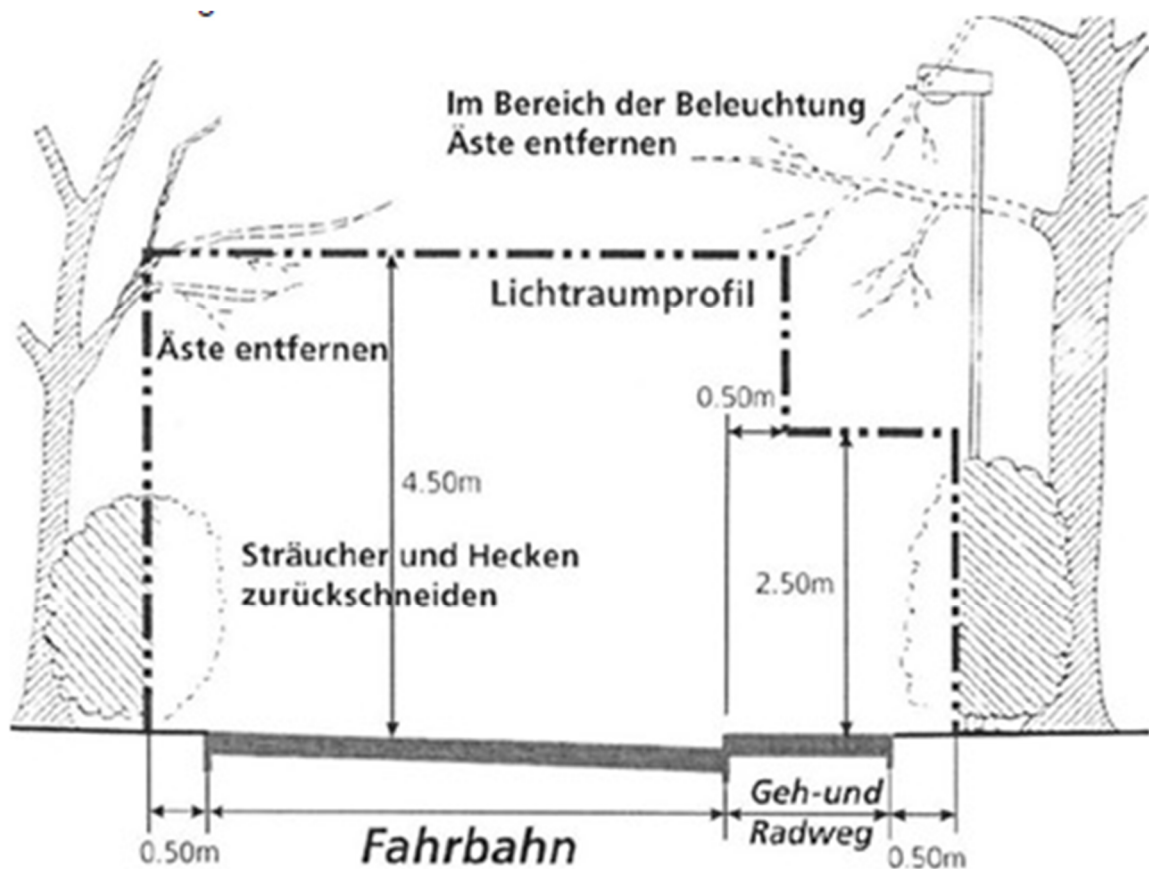 Im Bereich der Beleuchtung
Äste entfernen
Lichtraumprofil
Äste entfernen
0.50m
4.50m
Sträucher und Hecken
zurückschneiden
2.50m
Geh-und
Radweg
Fahrbahn
0.50m
0.50m